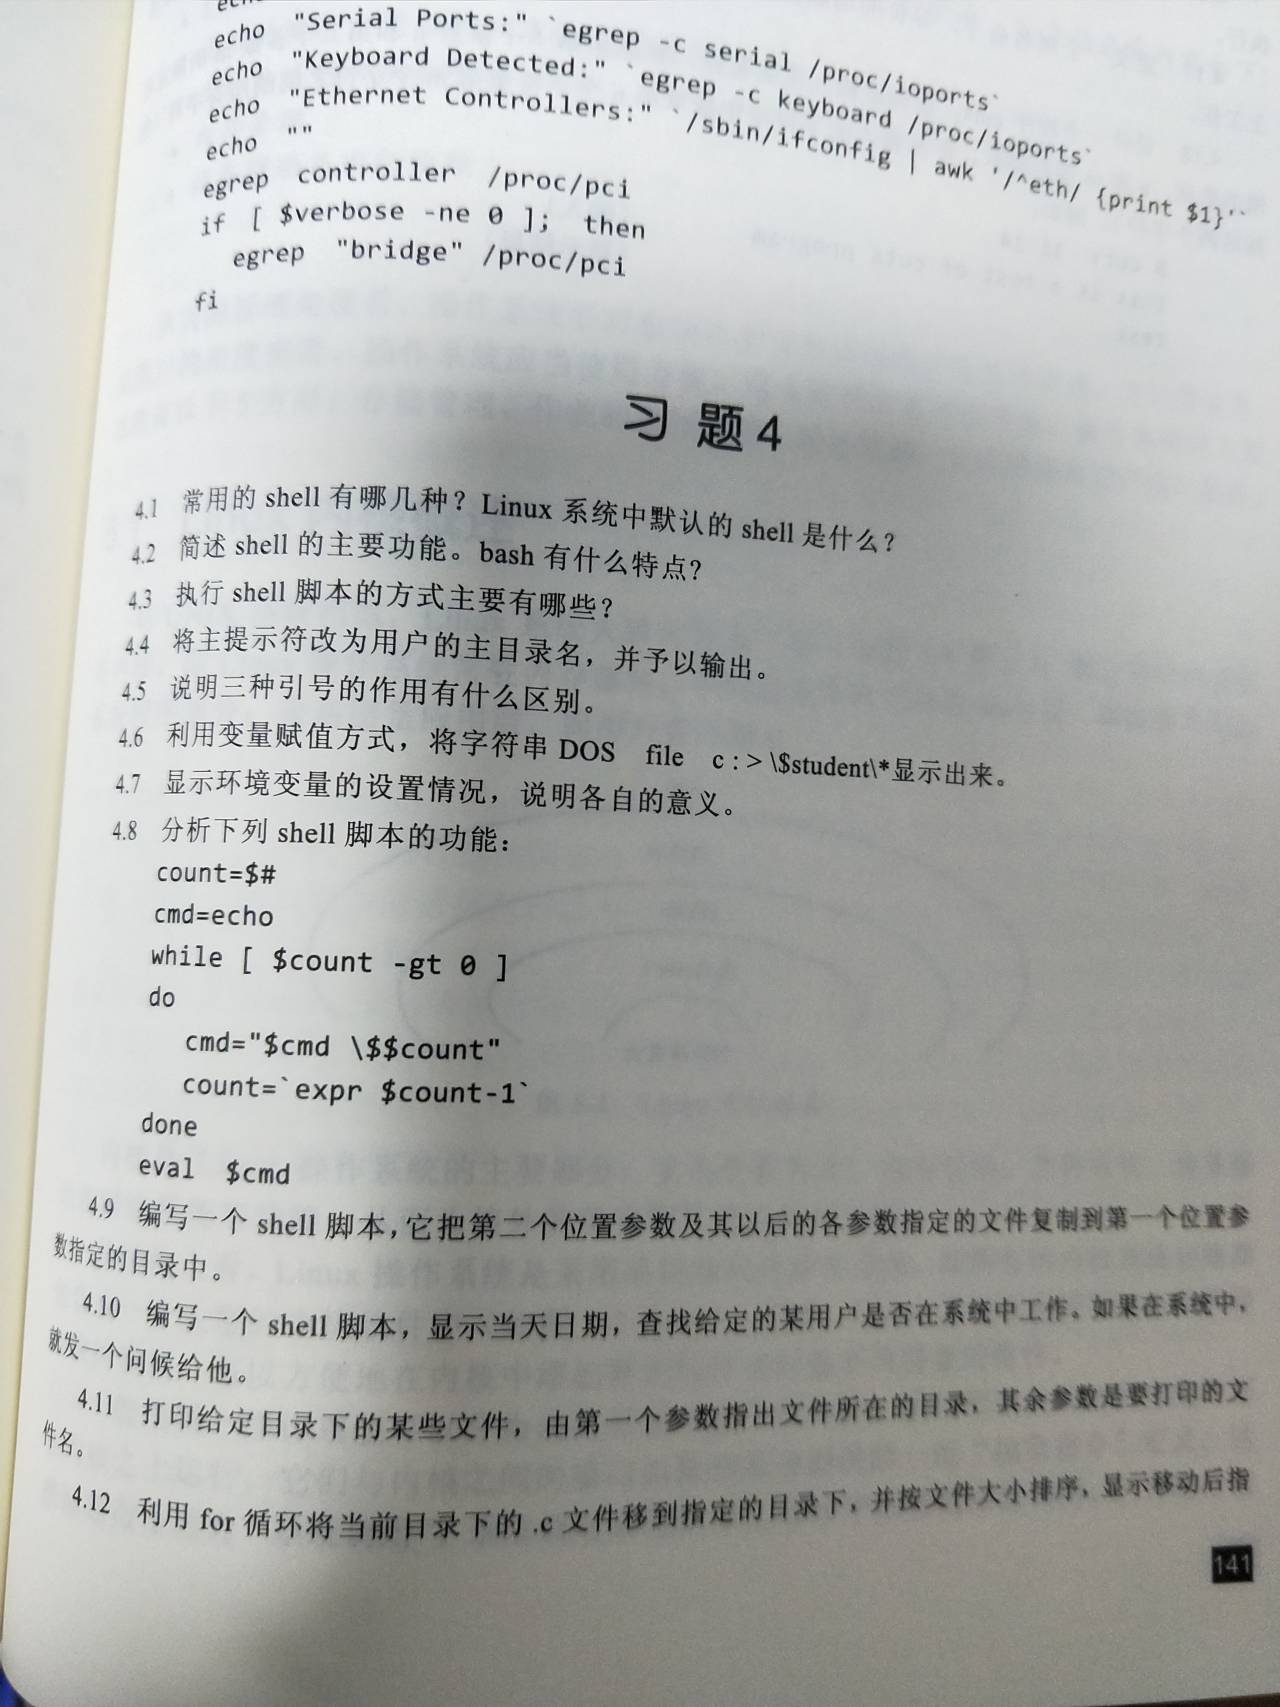 echo "Serial Ports:" `egrep -c serial /proc/ioports`
echo "Keyboard Detected:" `egrep -c keyboard /proc/ioports`
echo "Ethernet Controllers:" `/sbin/ifconfig | awk '/^eth/ {print $1}'`
echo ""
egrep controller /proc/pci
if [ $verbose -ne 0 ]; then
egrep "bridge" /proc/pci
fi
习 题 4
4.1 常用的 shell 有哪几种？Linux 系统中默认的 shell 是什么？
4.2 简述 shell 的主要功能。bash 有什么特点？
4.3 执行 shell 脚本的方式主要有哪些？
4.4 将主提示符改为用户的主目录名，并予以输出。
4.5 说明三种引号的作用有什么区别。
4.6 利用变量赋值方式，将字符串 DOS file c : > \$student\*显示出来。
4.7 显示环境变量的设置情况，说明各自的意义。
4.8 分析下列 shell 脚本的功能：
count=$#
cmd=echo
while [ $count -gt 0 ]
do
cmd="$cmd \$$count"
count=`expr $count-1`
done
eval $cmd
4.9 编写一个 shell 脚本，它把第二个位置参数及其以后的各参数指定的文件复制到第一个位置参
数指定的目录中。
4.10 编写一个 shell 脚本，显示当天日期，查找给定的某用户是否在系统中工作。如果在系统中，
就发一个问候给他。
4.11 打印给定目录下的某些文件，由第一个参数指出文件所在的目录，其余参数是要打印的文
件名。
4.12 利用 for 循环将当前目录下的 .c 文件移到指定的目录下，并按文件大小排序，显示移动后指
141